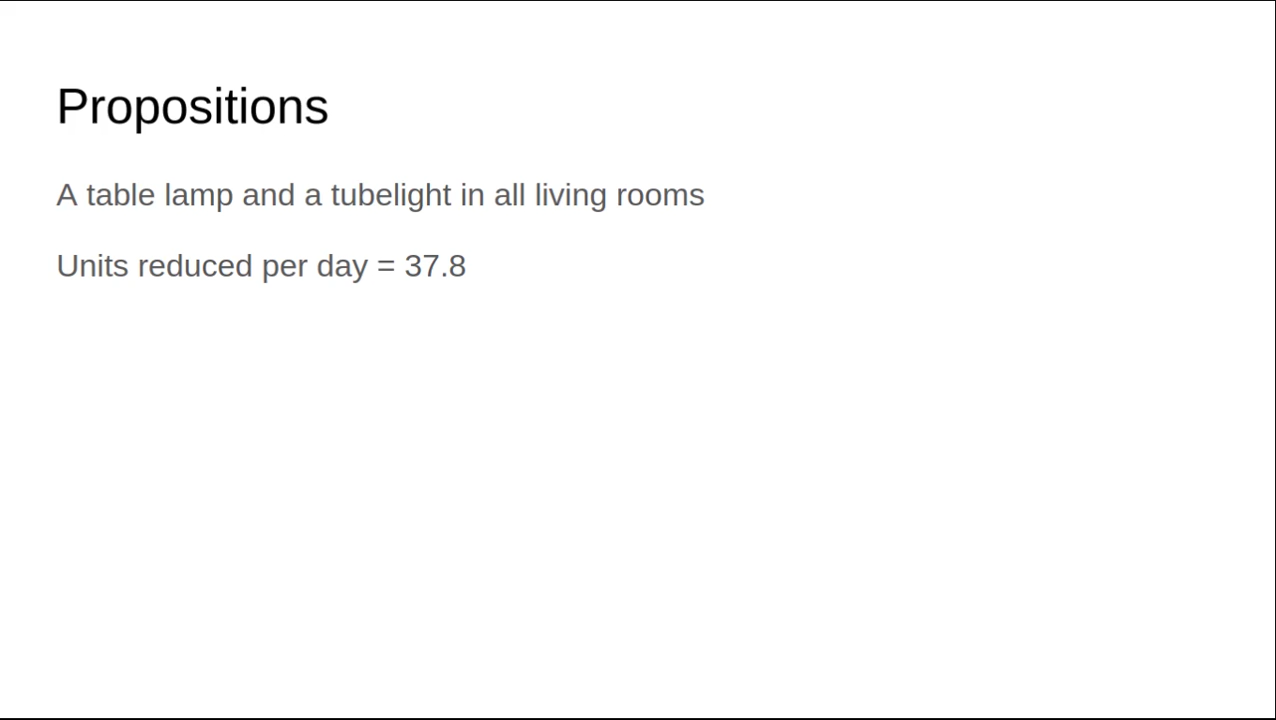 Propositions
A table lamp and a tubelight in all living rooms
Units reduced per day = 37.8